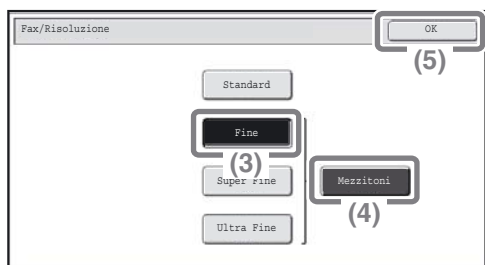 Fax/Risoluzione
OK
(5)
Standard
Fine
(3)
Super Fine
Mezzitoni
(4)
Ultra Fine